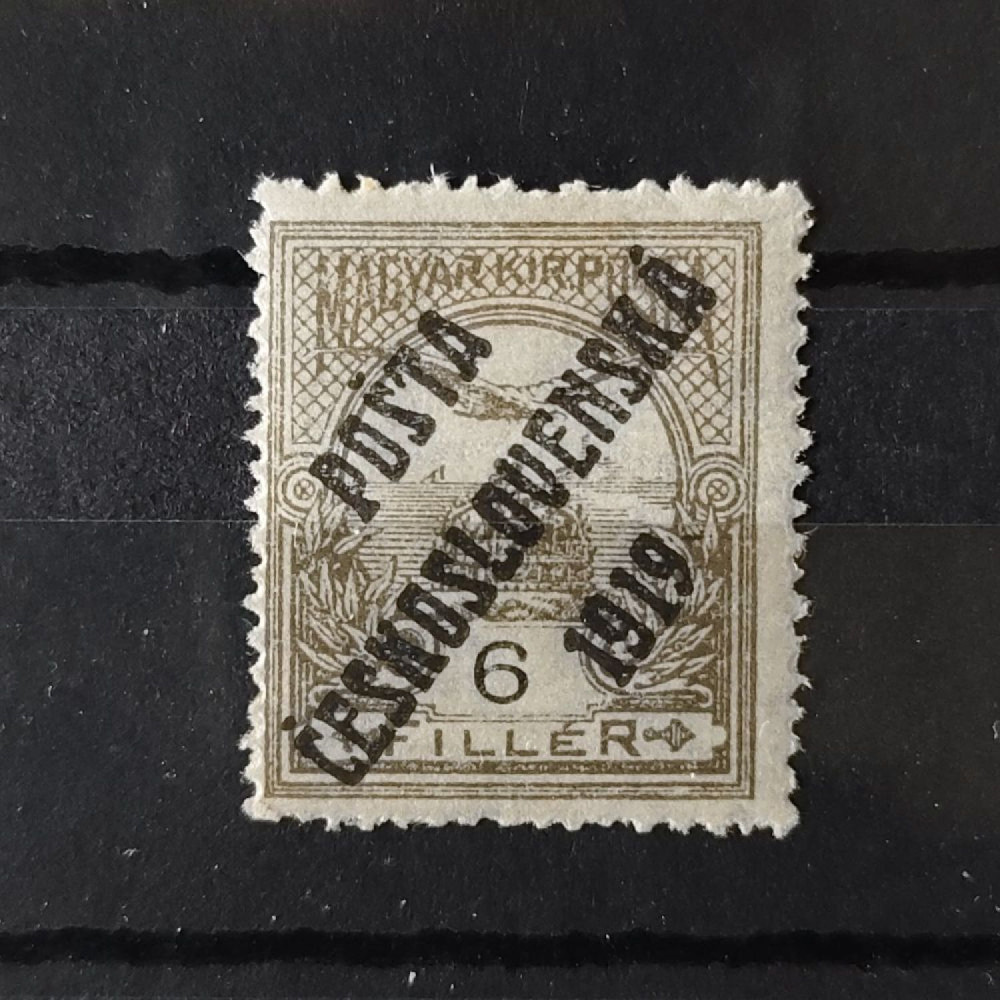 MAGYAR KIR. POSTA
POŠTA
ČESKOSLOVENSKÁ
1919
6
FILLÉR